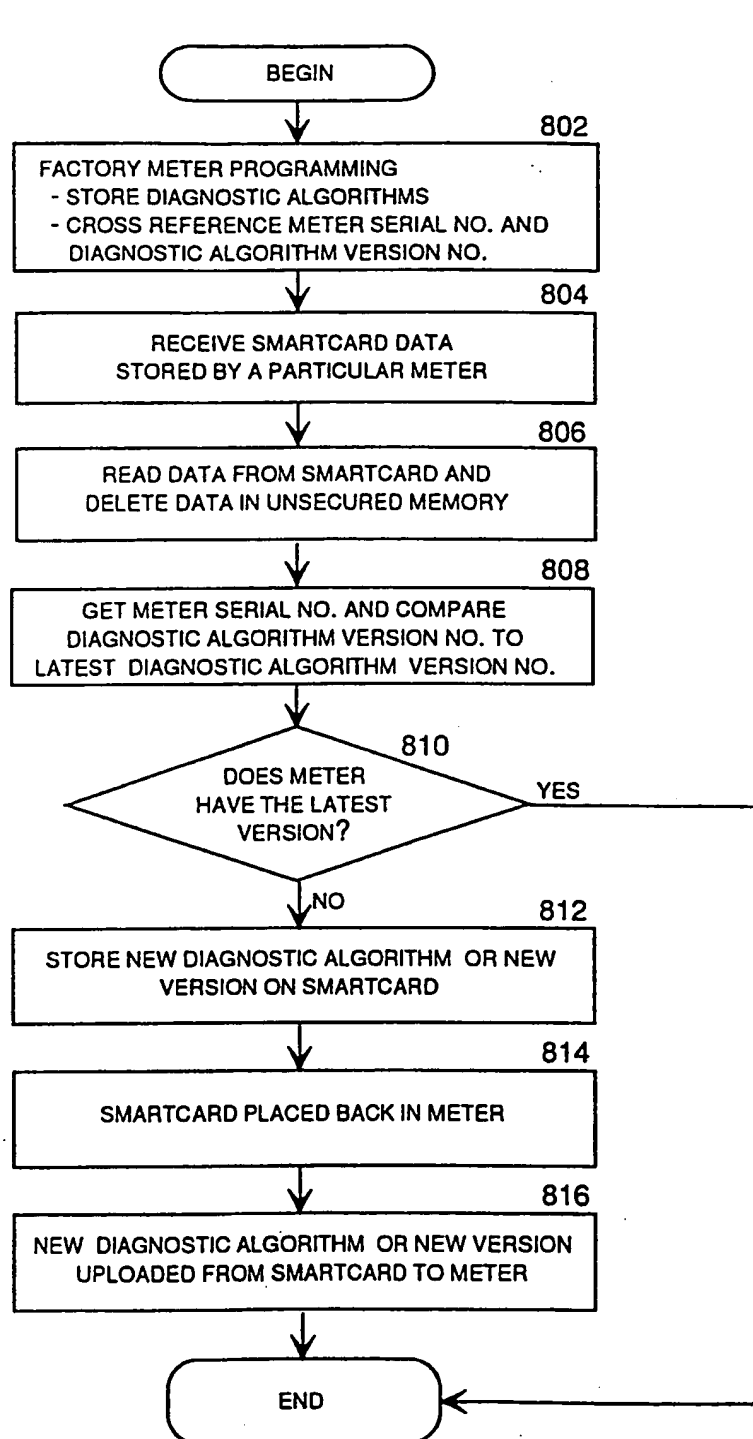 BEGIN
802
FACTORY METER PROGRAMMING
- STORE DIAGNOSTIC ALGORITHMS
- CROSS REFERENCE METER SERIAL NO. AND
DIAGNOSTIC ALGORITHM VERSION NO.
804
RECEIVE SMARTCARD DATA
STORED BY A PARTICULAR METER
806
READ DATA FROM SMARTCARD AND
DELETE DATA IN UNSECURED MEMORY
808
GET METER SERIAL NO. AND COMPARE
DIAGNOSTIC ALGORITHM VERSION NO. TO
LATEST DIAGNOSTIC ALGORITHM VERSION NO.
810
DOES METER
HAVE THE LATEST
VERSION?
YES
NO
812
STORE NEW DIAGNOSTIC ALGORITHM OR NEW
VERSION ON SMARTCARD
814
SMARTCARD PLACED BACK IN METER
816
NEW DIAGNOSTIC ALGORITHM OR NEW VERSION
UPLOADED FROM SMARTCARD TO METER
END